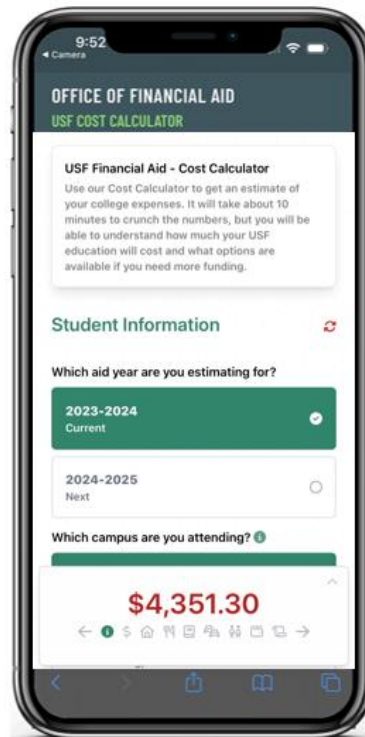 9:52
Camera
OFFICE OF FINANCIAL AID
USF COST CALCULATOR
USF Financial Aid - Cost Calculator
Use our Cost Calculator to get an estimate of
your college expenses. It will take about 10
minutes to crunch the numbers, but you will be
able to understand how much your USF
education will cost and what options are
available if you need more funding.
Student Information
Which aid year are you estimating for?
2023-2024
Current
2024-2025
Next
Which campus are you attending?
$4,351.30